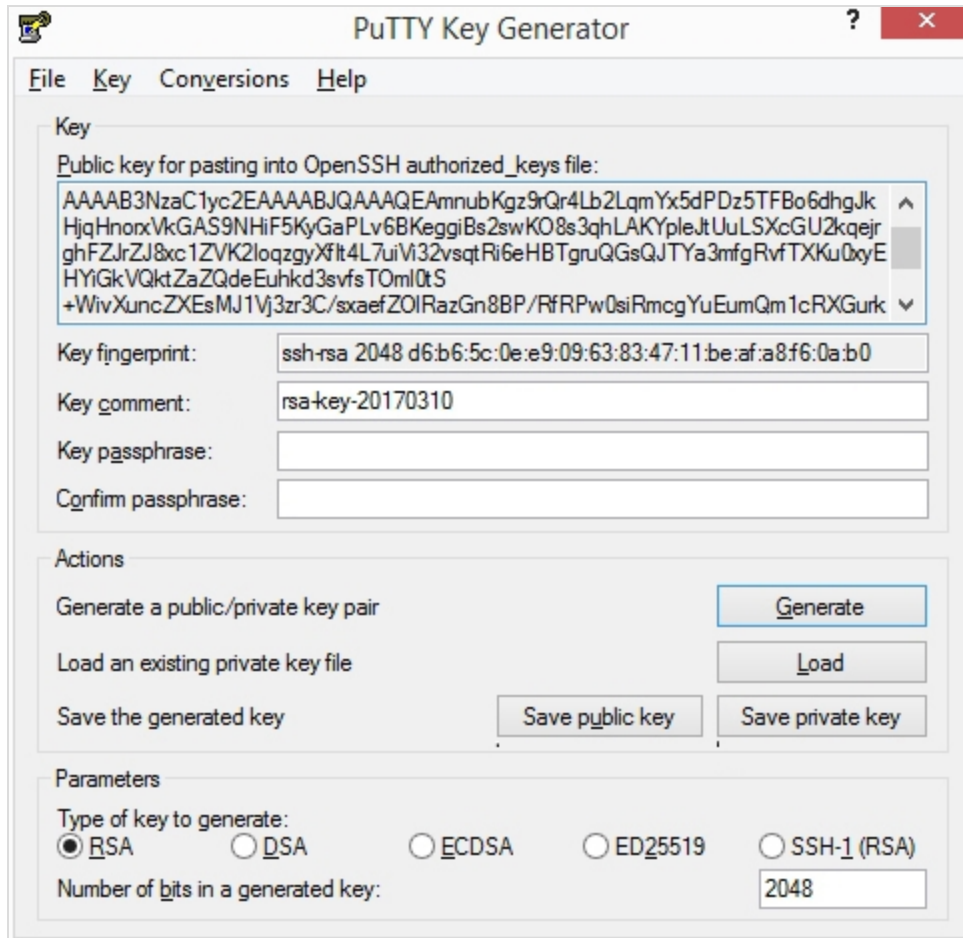 PuTTY Key Generator
?
×
File Key Conversions Help
Key
Public key for pasting into OpenSSH authorized_keys file:
AAAAB3NzaC1yc2EAAAABJQAAAQEAmnubKgz9rQr4Lb2LqmYx5dPDz5TFBo6dhgJk
HjqHnorxVkGAS9NHiF5KyGaPLv6BKeggiBs2swKO8s3qhLAKYpleJtUuLSXcGU2kqejr
ghFZJrZJ8xc1ZVK2loqzgyXflt4L7uiVi32vsqtRi6eHBTgruQGsQJTYa3mfgRvfTXKu0xyE
HYiGkVQktZaZQdeEuhkd3svfsTOml0tS
+WivXuncZXEsMJ1Vj3zr3C/sxaefZOIRazGn8BP/RfRPw0siRmcgYuEumQm1cRXGurk
Key fingerprint: ssh-rsa 2048 d6:b6:5c:0e:e9:09:63:83:47:11:be:af:a8:f6:0a:b0
Key comment: rsa-key-20170310
Key passphrase:
Confirm passphrase:
Actions
Generate a public/private key pair Generate
Load an existing private key file Load
Save the generated key Save public key Save private key
Parameters
Type of key to generate:
RSA DSA ECDSA ED25519 SSH-1 (RSA)
Number of bits in a generated key: 2048